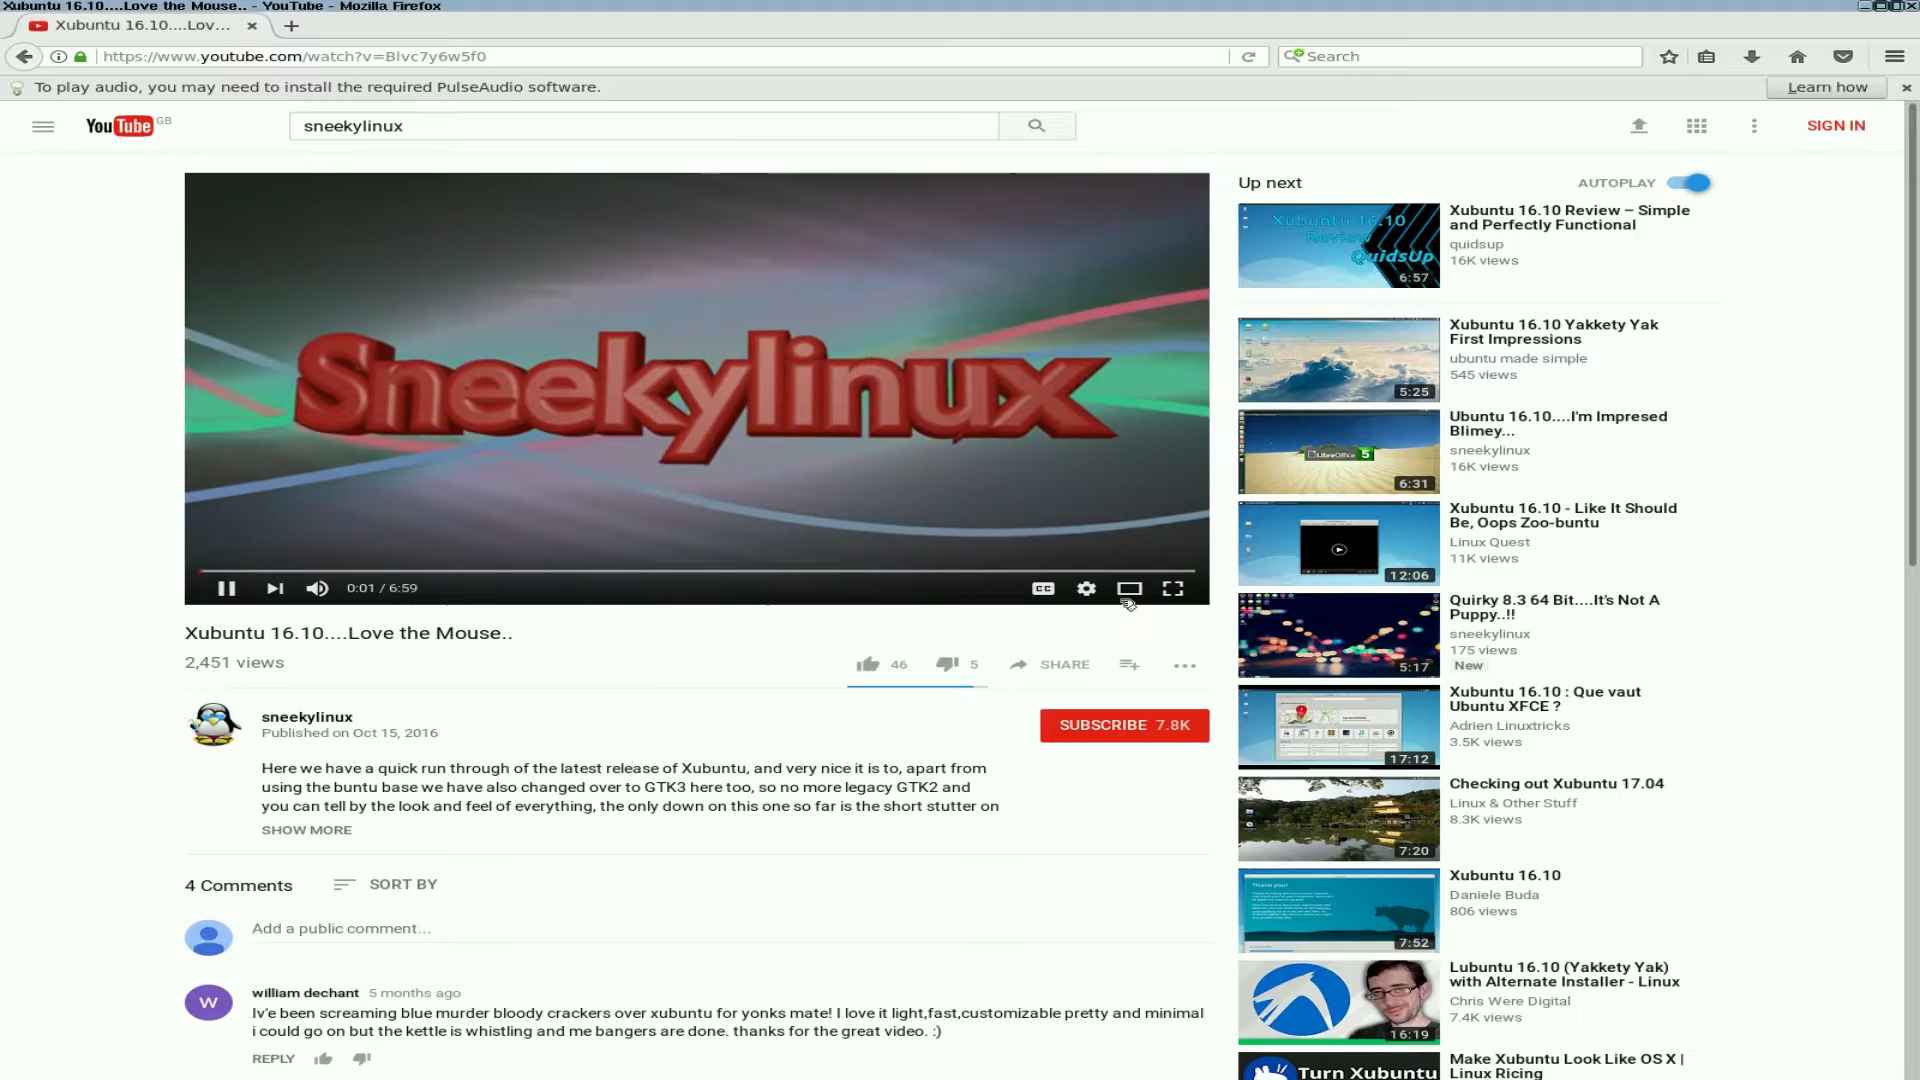 Xubuntu 16.10....Love the Mouse.. - YouTube - Mozilla Firefox
Xubuntu 16.10....Lov...
https://www.youtube.com/watch?v=Blvc7y6w5f0
Search
To play audio, you may need to install the required PulseAudio software.
Learn how
YouTube GB
sneekylinux
SIGN IN
Sneekylinux
0:01 / 6:59
CC
Xubuntu 16.10....Love the Mouse..
2,451 views
46
5
SHARE
sneekylinux
Published on Oct 15, 2016
SUBSCRIBE 7.8K
Here we have a quick run through of the latest release of Xubuntu, and very nice it is to, apart from
using the buntu base we have also changed over to GTK3 here too, so no more legacy GTK2 and
you can tell by the look and feel of everything, the only down on this one so far is the short stutter on
SHOW MORE
4 Comments
SORT BY
Add a public comment...
W
william dechant 5 months ago
Iv'e been screaming blue murder bloody crackers over xubuntu for yonks mate! I love it light,fast,customizable pretty and minimal
i could go on but the kettle is whistling and me bangers are done. thanks for the great video. :)
REPLY
Up next
AUTOPLAY
Xubuntu 16.10
Review
QuidsUp
6:57
Xubuntu 16.10 Review – Simple
and Perfectly Functional
quidsup
16K views
5:25
Xubuntu 16.10 Yakkety Yak
First Impressions
ubuntu made simple
545 views
LibreOffice 5
6:31
Ubuntu 16.10....I'm Impresed
Blimey...
sneekylinux
16K views
12:06
Xubuntu 16.10 - Like It Should
Be, Oops Zoo-buntu
Linux Quest
11K views
5:17
Quirky 8.3 64 Bit....It's Not A
Puppy..!!
sneekylinux
175 views
New
17:12
Xubuntu 16.10 : Que vaut
Ubuntu XFCE ?
Adrien Linuxtricks
3.5K views
7:20
Checking out Xubuntu 17.04
Linux & Other Stuff
8.3K views
Thank you!
7:52
Xubuntu 16.10
Daniele Buda
806 views
16:19
Lubuntu 16.10 (Yakkety Yak)
with Alternate Installer - Linux
Chris Were Digital
7.4K views
Turn Xubuntu
Make Xubuntu Look Like OS X |
Linux Ricing